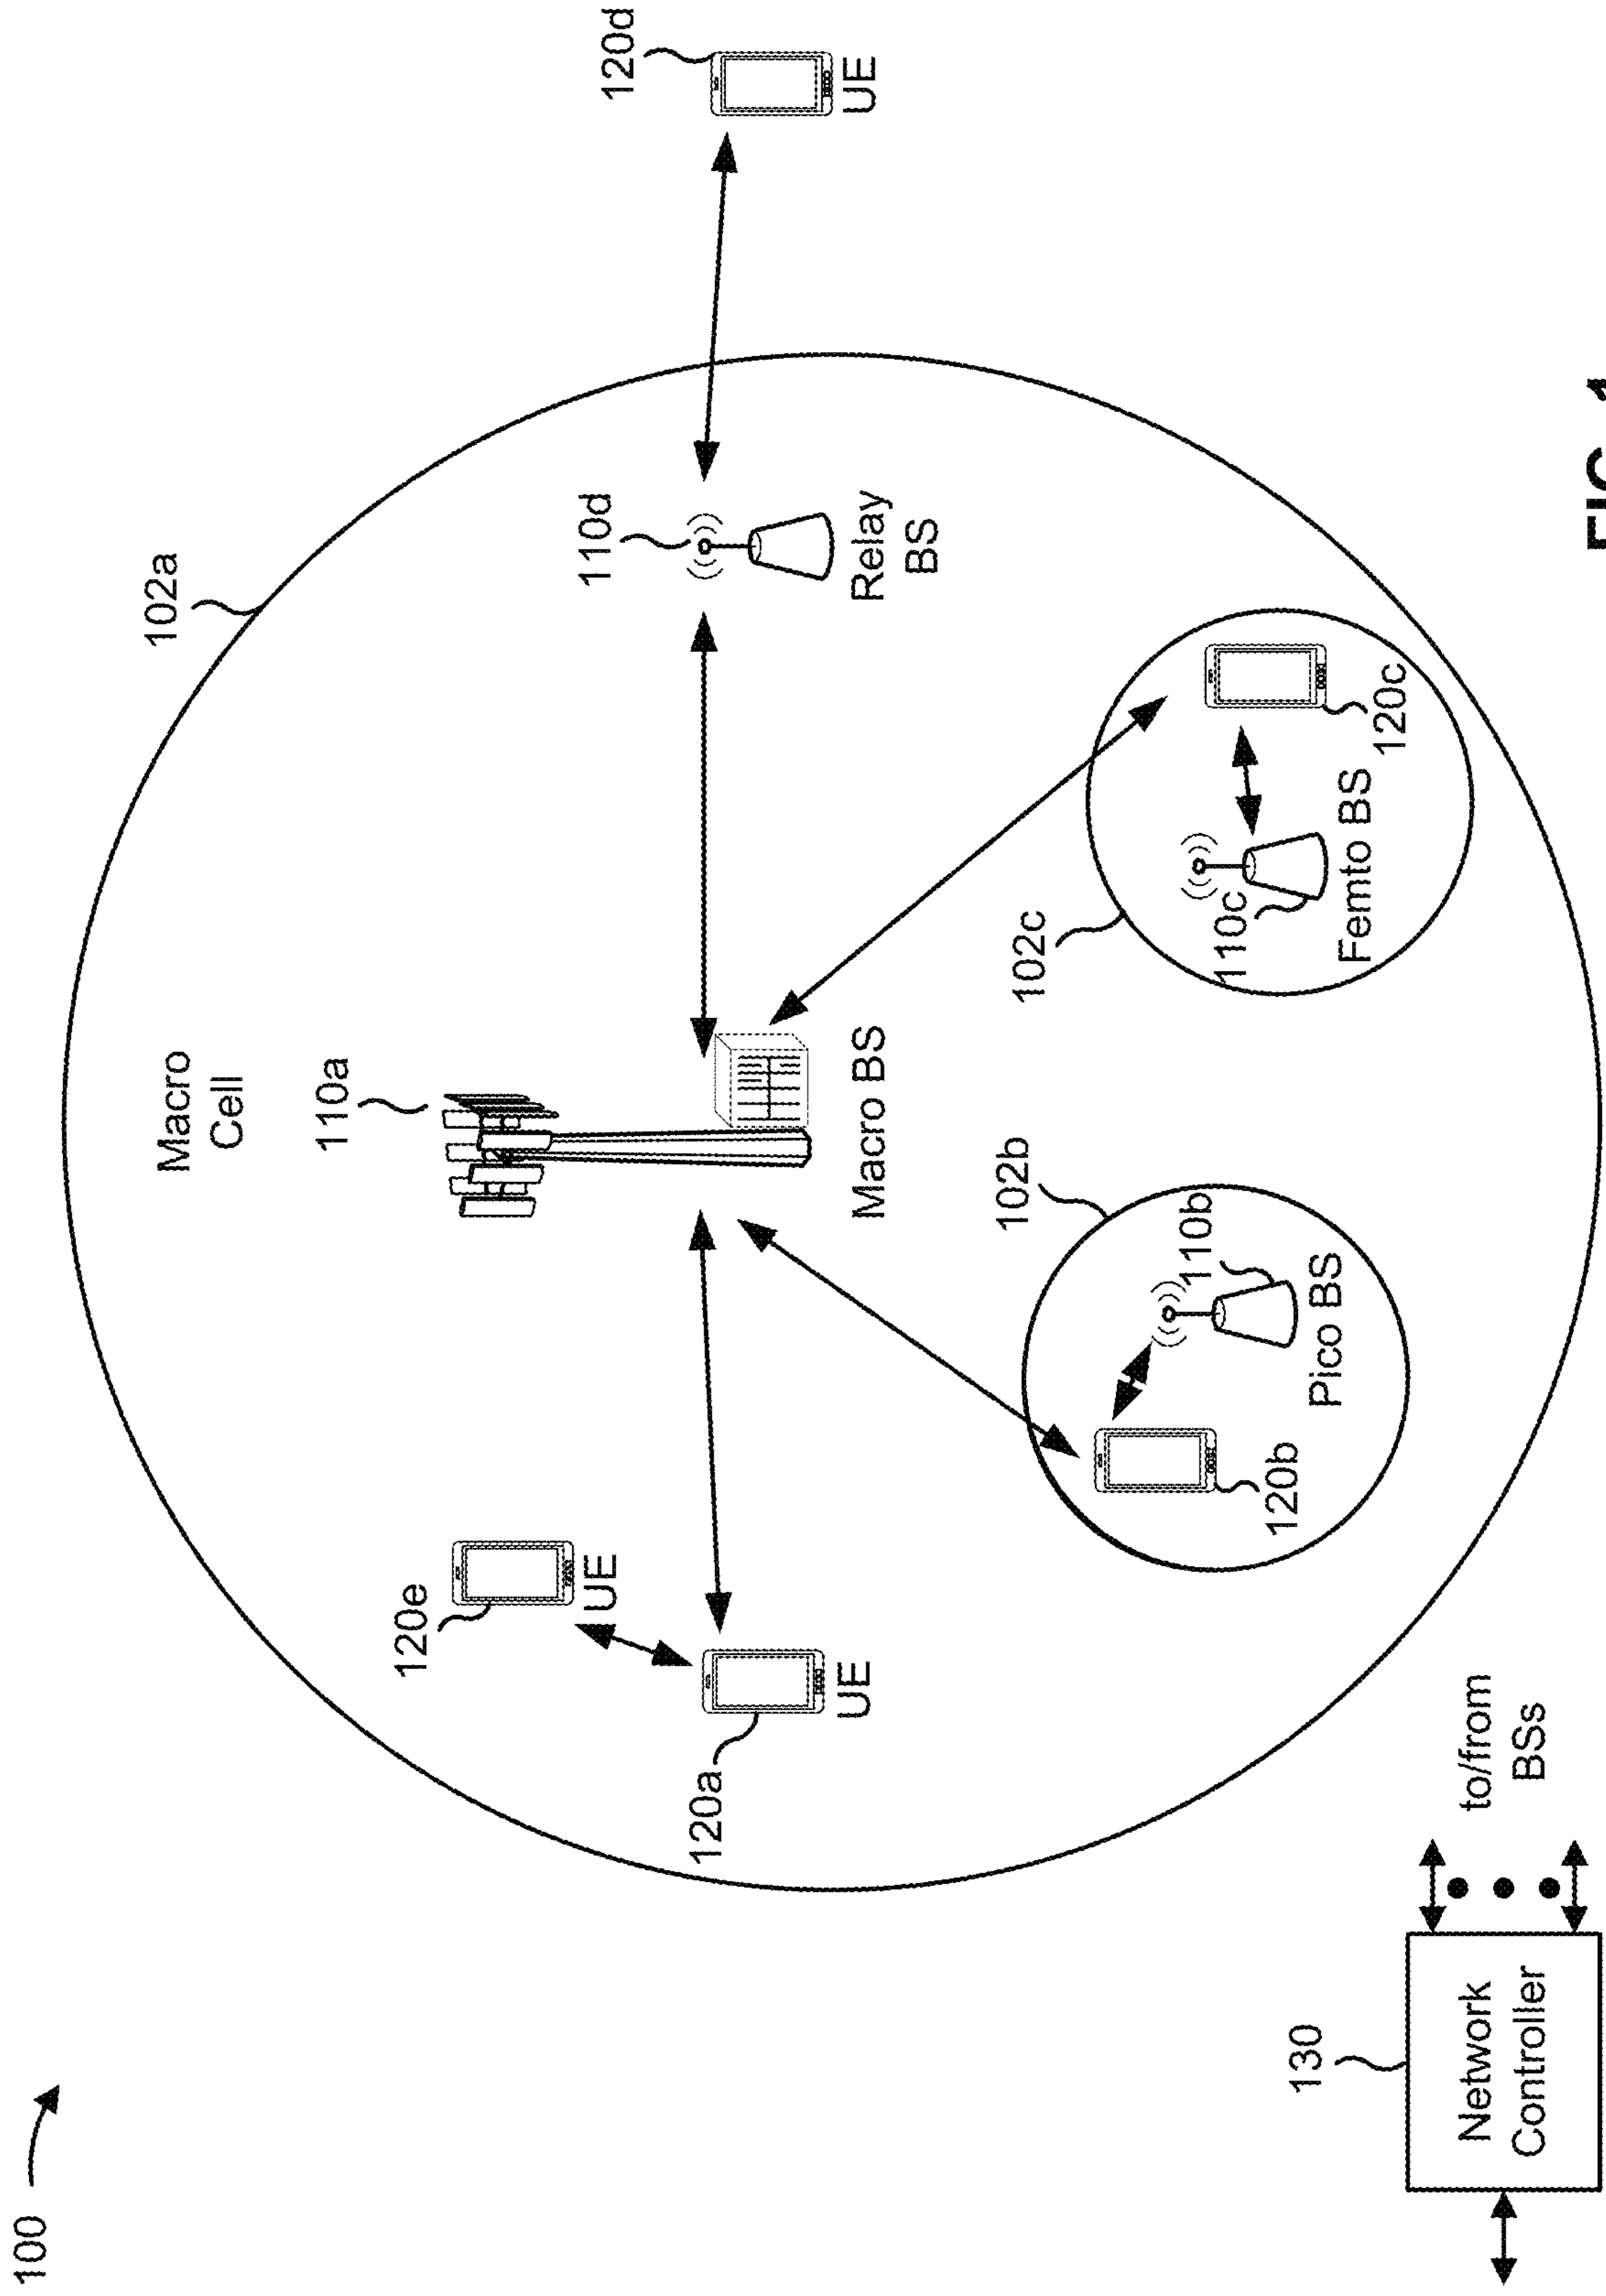 100
Macro
Cell
102a
110a
120e
UE
120a
UE
Macro BS
110d
Relay
BS
120d
UE
102b
110b
Pico BS
120b
102c
110c
Femto BS
120c
130
Network
Controller
to/from
BSs